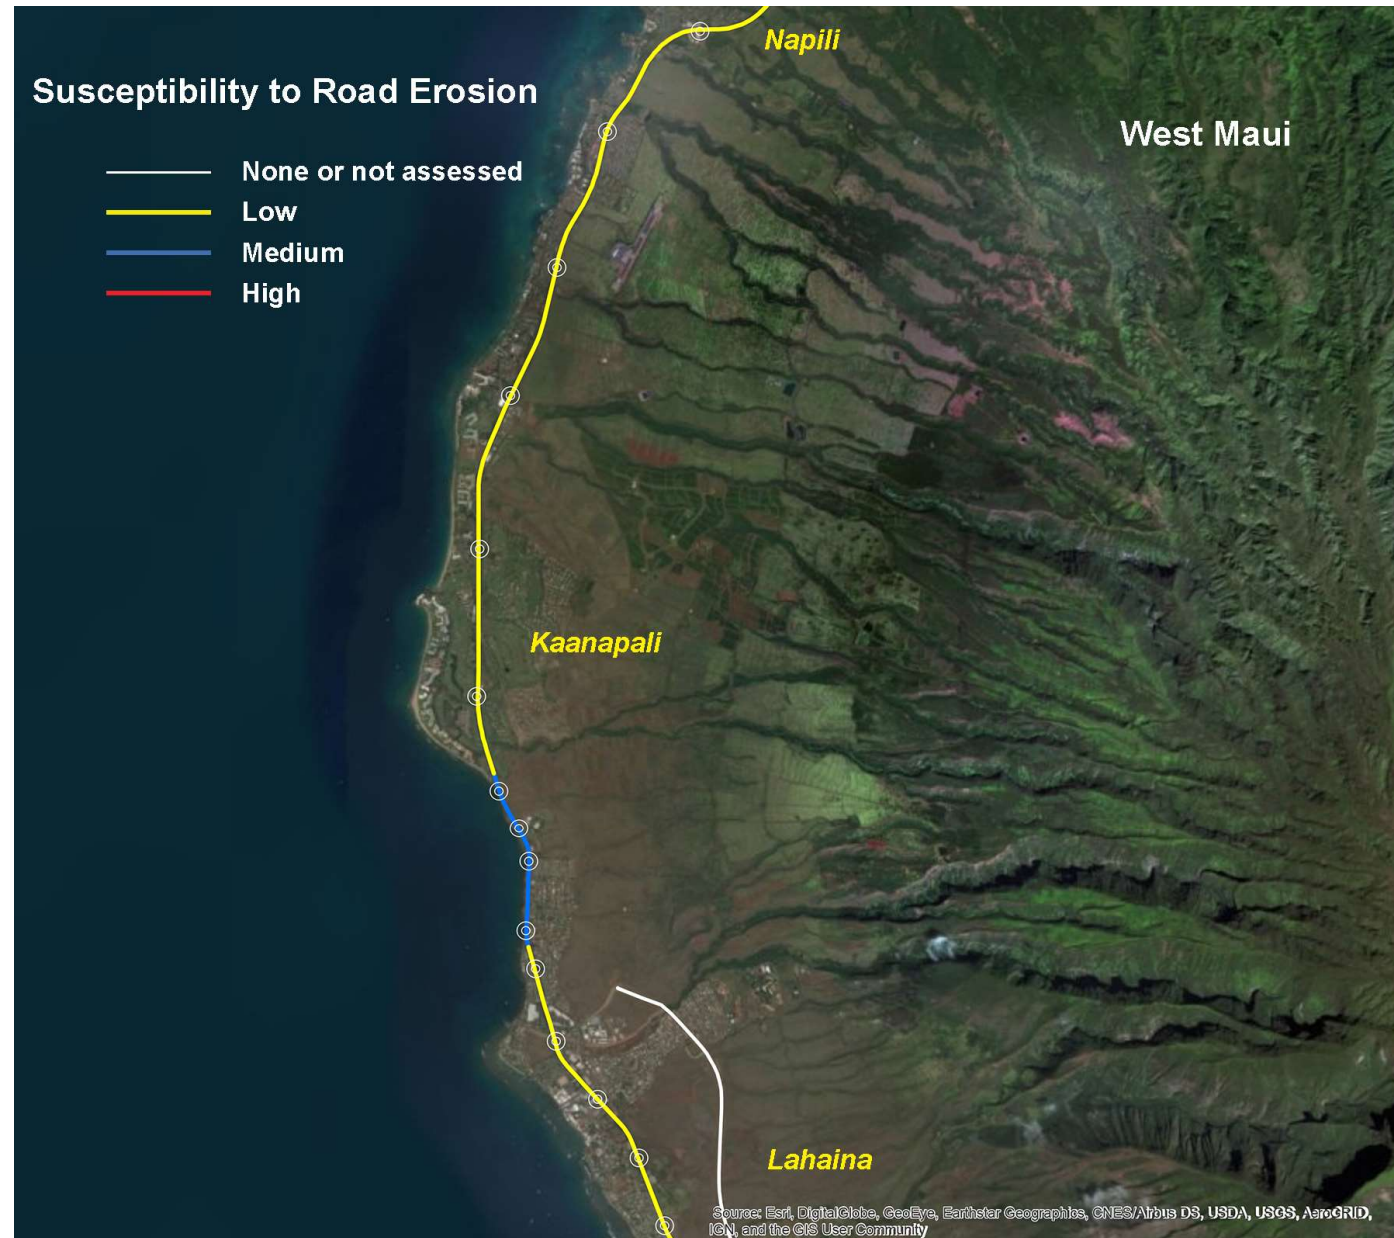 Napili
Susceptibility to Road Erosion
West Maui
None or not assessed
Low
Medium
High
Kaanapali
Lahaina
Source: Esri, DigitalGlobe, GeoEye, Earthstar Geographics, CNES/Airbus DS, USDA, USGS, AeroGRID,
IGN, and the GIS User Community